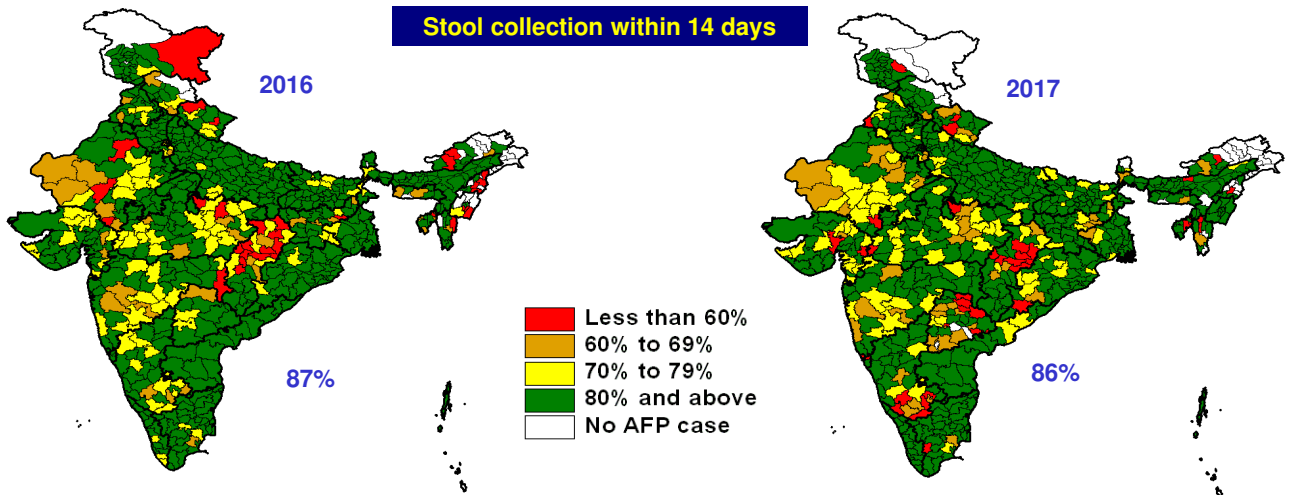 Stool collection within 14 days
2016
2017
Less than 60%
60% to 69%
70% to 79%
80% and above
No AFP case
87%
86%